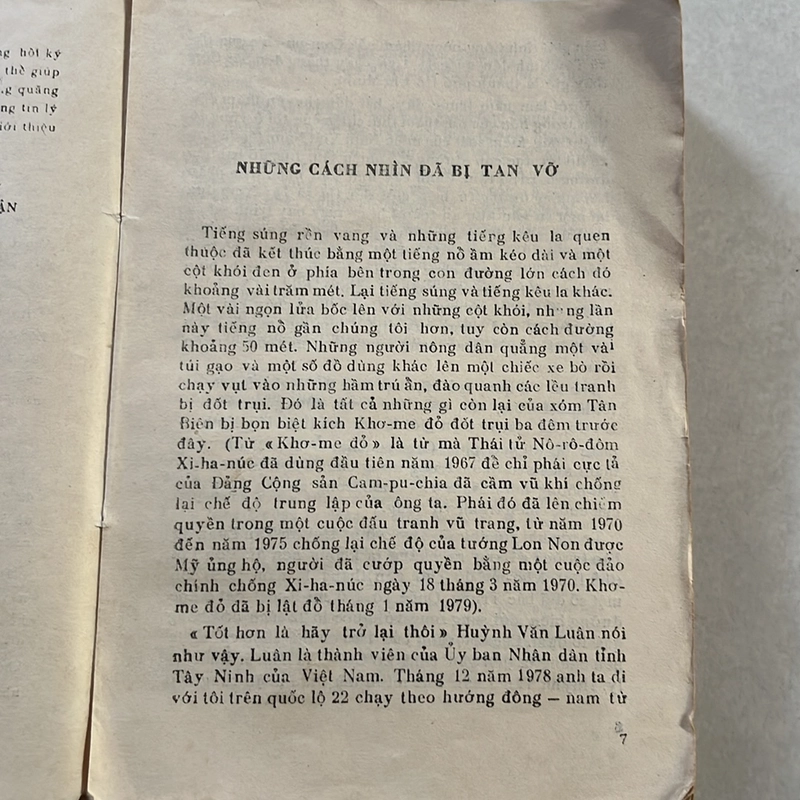 ng hồi ký
thể giúp
ng quảng
ng tin lý
iới thiệu
ẬN
NHỮNG CÁCH NHÌN ĐÃ BỊ TAN VỠ
Tiếng súng rền vang và những tiếng kêu la quen
thuộc đã kết thúc bằng một tiếng nổ ầm kéo dài và một
cột khói đen ở phía bên trong con đường lớn cách đó
khoảng vài trăm mét. Lại tiếng súng và tiếng kêu la khác.
Một vài ngọn lửa bốc lên với những cột khói, nhưng lần
này tiếng nổ gần chúng tôi hơn, tuy còn cách đường
khoảng 50 mét. Những người nông dân quẳng một vài
túi gạo và một số đồ dùng khác lên một chiếc xe bò rồi
chạy vụt vào những hầm trú ẩn, đào quanh các lều tranh
bị đốt trụi. Đó là tất cả những gì còn lại của xóm Tân
Biên bị bọn biệt kích Khơ-me đỏ đốt trụi ba đêm trước
đây. (Từ « Khơ-me đỏ » là từ mà Thái tử Nô-rô-đôm
Xi-ha-núc đã dùng đầu tiên năm 1967 để chỉ phái cực tả
của Đảng Cộng sản Cam-pu-chia đã cầm vũ khí chống
lại chế độ trung lập của ông ta. Phái đó đã lên chiếm
quyền trong một cuộc đấu tranh vũ trang, từ năm 1970
đến năm 1975 chống lại chế độ của tướng Lon Non được
Mỹ ủng hộ, người đã cướp quyền bằng một cuộc đảo
chính chống Xi-ha-núc ngày 18 tháng 3 năm 1970. Khơ-
me đỏ đã bị lật đổ tháng 1 năm 1979).
« Tốt hơn là hãy trở lại thôi » Huỳnh Văn Luân nói
như vậy. Luân là thành viên của Ủy ban Nhân dân tỉnh
Tây Ninh của Việt Nam. Tháng 12 năm 1978 anh ta đi
với tôi trên quốc lộ 22 chạy theo hướng đông — nam từ
7